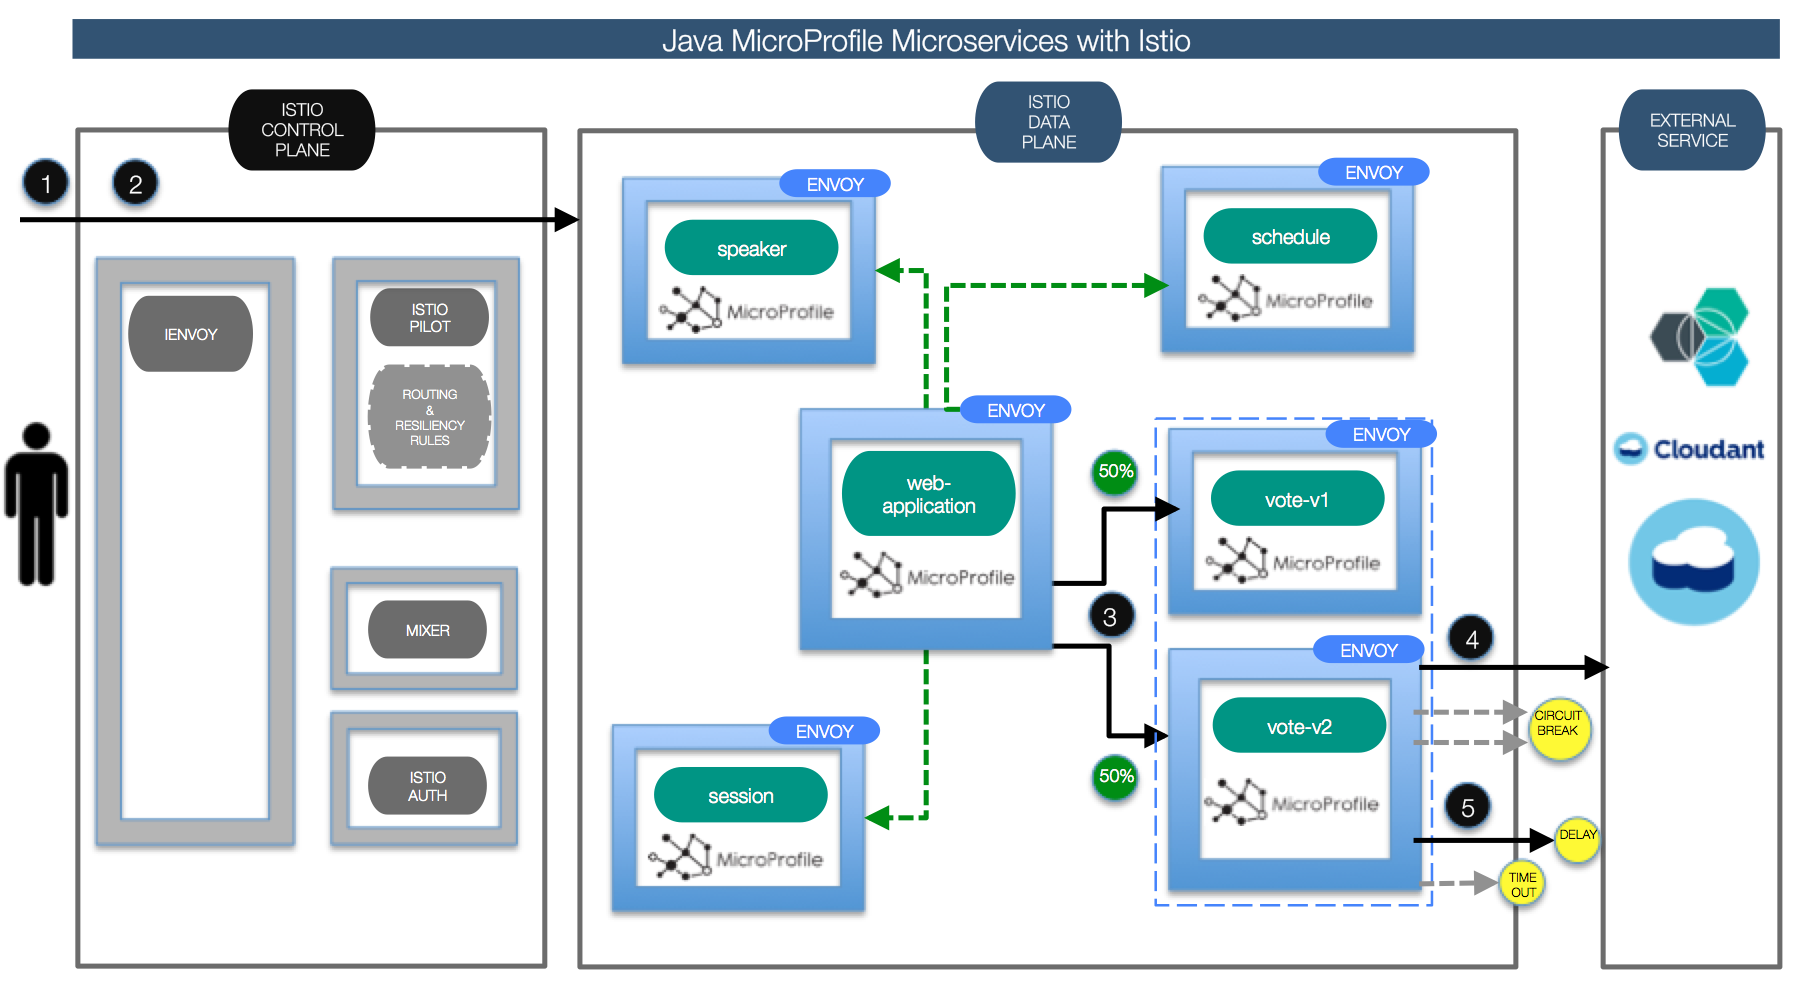 Java MicroProfile Microservices with Istio
ISTIO
CONTROL
PLANE
ISTIO
DATA
PLANE
EXTERNAL
SERVICE
1
2
IENVOY
ISTIO
PILOT
ROUTING
&
RESILIENCY
RULES
MIXER
ISTIO
AUTH
ENVOY
speaker
MicroProfile
ENVOY
schedule
MicroProfile
ENVOY
web-
application
MicroProfile
50%
3
50%
ENVOY
vote-v1
MicroProfile
ENVOY
vote-v2
MicroProfile
ENVOY
session
MicroProfile
4
CIRCUIT
BREAK
5
DELAY
TIME
OUT
Cloudant